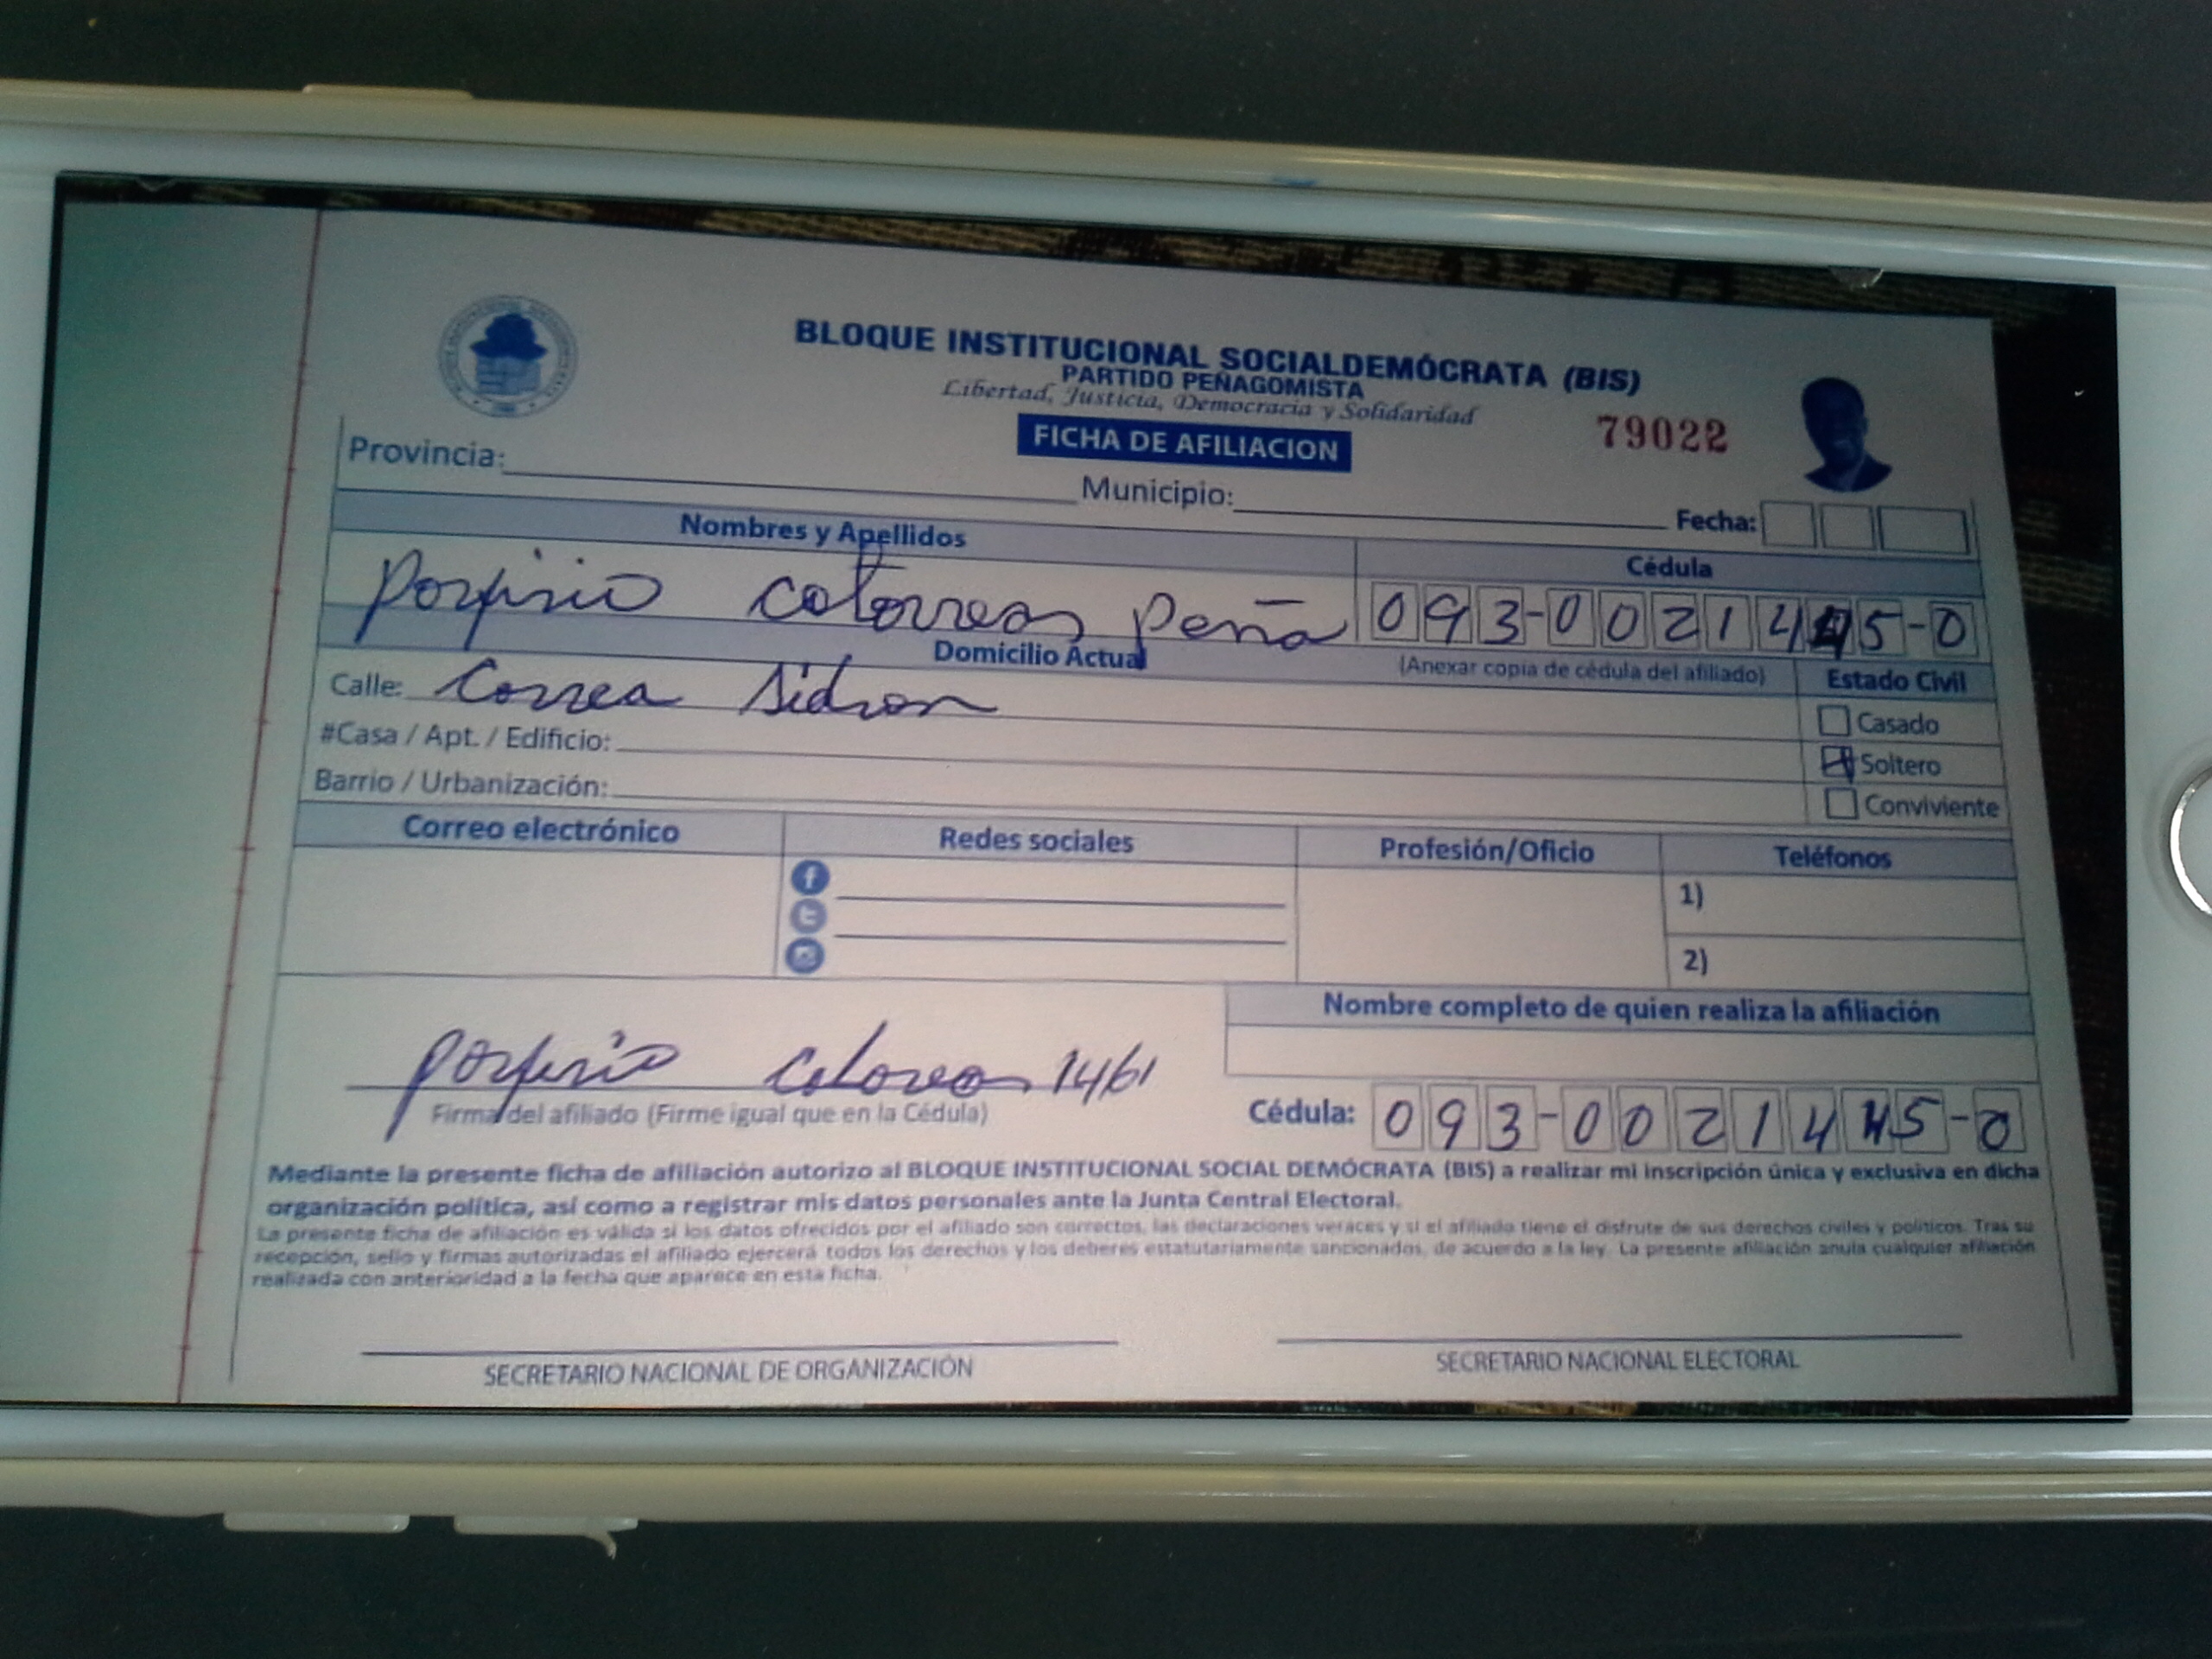 BLOQUE INSTITUCIONAL SOCIALDEMÓCRATA (BIS)
PARTIDO PEÑAGOMISTA
Libertad, Justicia, Democracia y Solidaridad
79022
FICHA DE AFILIACION
Provincia: Municipio: Fecha:
Nombres y Apellidos Cédula
Porfirio Peña 093-0021445-0
Domicilio Actual (Anexar copia de cédula del afiliado) Estado Civil
Calle: Correa Sidron
Casado
#Casa / Apt. / Edificio: Soltero
Barrio / Urbanización: Conviviente
Correo electrónico Redes sociales Profesión/Oficio Teléfonos
1)
2)
Nombre completo de quien realiza la afiliación
Porfirio 1461
Firma del afiliado (Firme igual que en la Cédula) Cédula: 093-0021445-0
Mediante la presente ficha de afiliación autorizo al BLOQUE INSTITUCIONAL SOCIAL DEMÓCRATA (BIS) a realizar mi inscripción única y exclusiva en dicha
organización política, así como a registrar mis datos personales ante la Junta Central Electoral.
La presente ficha de afiliación es válida si los datos ofrecidos por el afiliado son correctos, las declaraciones veraces y si el afiliado tiene el disfrute de sus derechos civiles y políticos. Tras su
recepción, sello y firmas autorizadas el afiliado ejercerá todos los derechos y los deberes estatutariamente sancionados, de acuerdo a la ley. La presente afiliación anula cualquier afiliación
realizada con anterioridad a la fecha que aparece en esta ficha.
SECRETARIO NACIONAL DE ORGANIZACIÓN SECRETARIO NACIONAL ELECTORAL